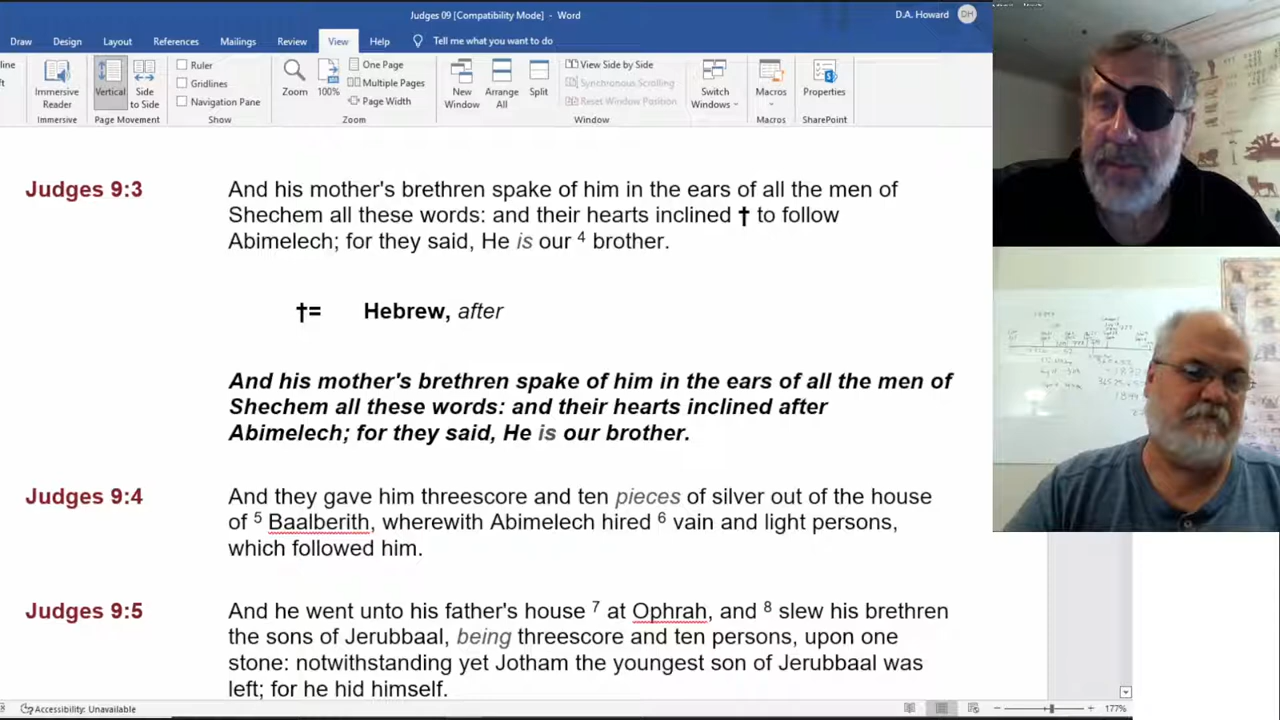 Judges 09 [Compatibility Mode] - Word
D.A. Howard
DH
Draw Design Layout References Mailings Review View Help Tell me what you want to do
Immersive Reader
Immersive
Vertical
Side to Side
Page Movement
Ruler
Gridlines
Navigation Pane
Show
Zoom
100%
One Page
Multiple Pages
Page Width
Zoom
New Window
Arrange All
Split
View Side by Side
Synchronous Scrolling
Reset Window Position
Switch Windows
Window
Macros
Macros
Properties
SharePoint
Judges 9:3 And his mother's brethren spake of him in the ears of all the men of
Shechem all these words: and their hearts inclined † to follow
Abimelech; for they said, He is our 4 brother.
†= Hebrew, after
And his mother's brethren spake of him in the ears of all the men of
Shechem all these words: and their hearts inclined after
Abimelech; for they said, He is our brother.
Judges 9:4 And they gave him threescore and ten pieces of silver out of the house
of 5 Baalberith, wherewith Abimelech hired 6 vain and light persons,
which followed him.
Judges 9:5 And he went unto his father's house 7 at Ophrah, and 8 slew his brethren
the sons of Jerubbaal, being threescore and ten persons, upon one
stone: notwithstanding yet Jotham the youngest son of Jerubbaal was
left; for he hid himself.
Accessibility: Unavailable
177%